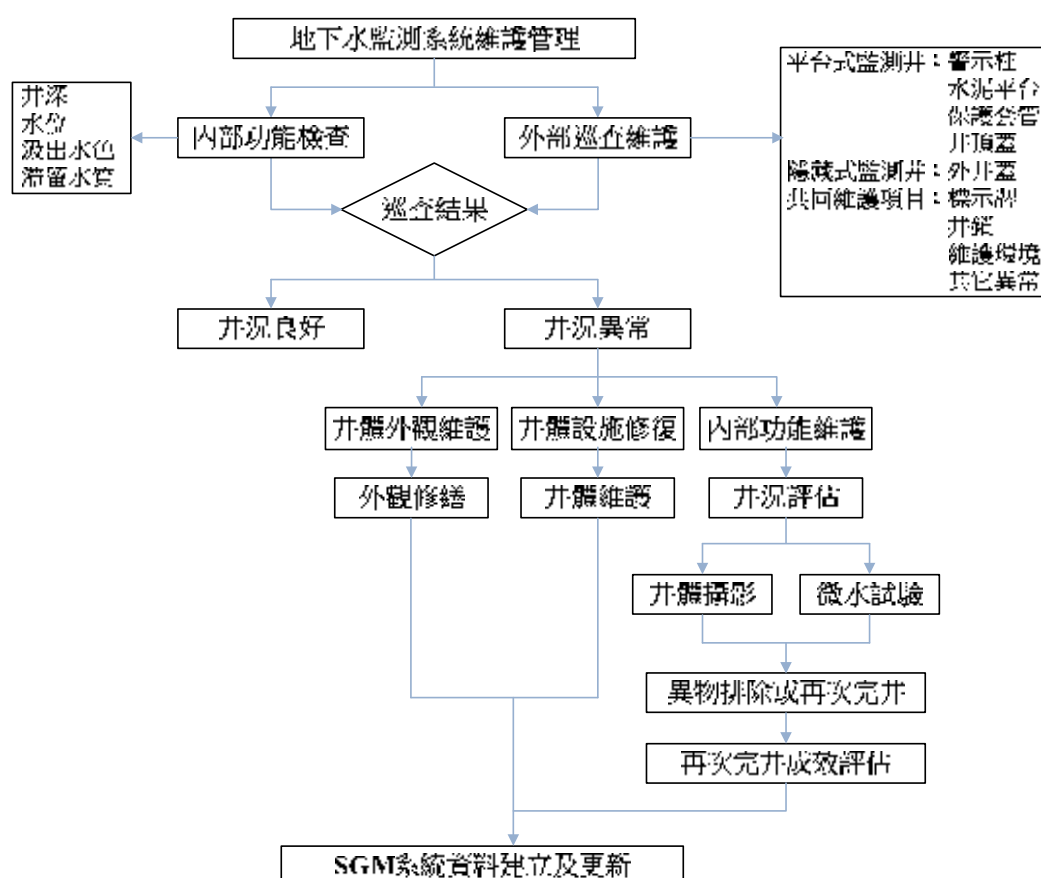 地下水監測系統維護管理
井深
水位
汲出水色
滯留水質
內部功能檢查
外部巡查維護
平台式監測井：警示柱
水泥平台
保護套管
井頂蓋
隱蔽式監測井：外井蓋
共同維護項目：標示牌
井鎖
維護環境
其它異常
巡查結果
井況良好
井況異常
井體外觀維護
井體設施修復
內部功能維護
外觀修繕
井體維護
井況評估
井體攝影
微水試驗
異物排除或再次完井
再次完井成效評估
SGM系統資料建立及更新